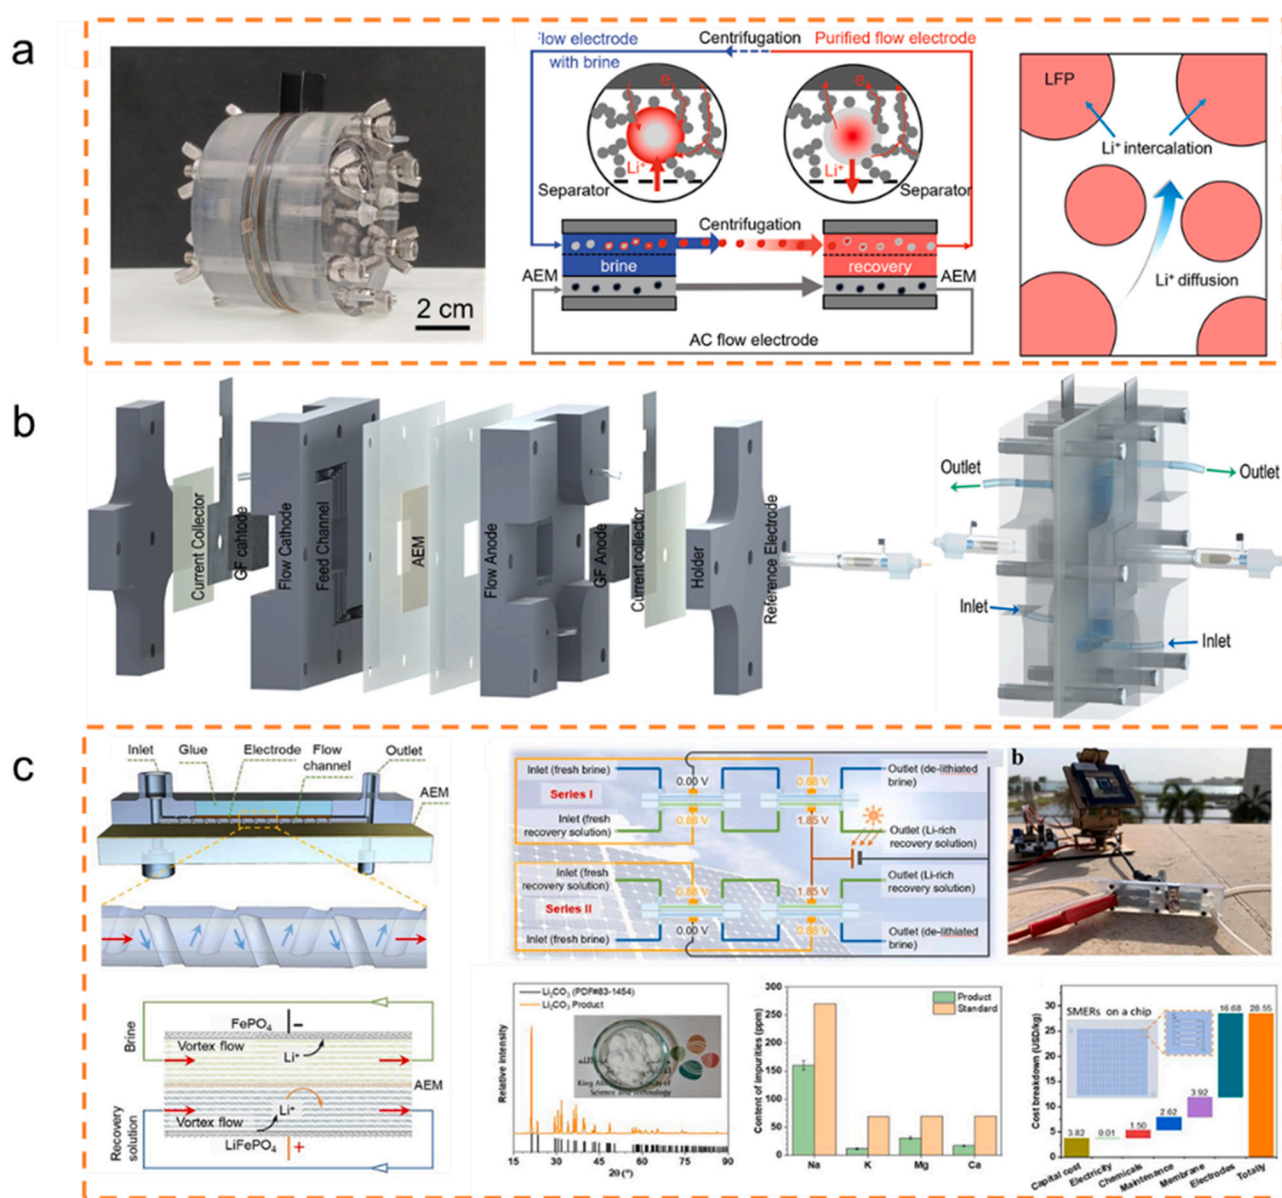 a
2 cm
Flow electrode
with brine
Centrifugation
Purified flow electrode
e
e
Li⁺
Li⁺
Separator
Separator
Centrifugation
brine
recovery
AEM
AEM
AC flow electrode
LFP
Li⁺ intercalation
Li⁺ diffusion
b
Current Collector
GF cahtode
Flow Cathode
Feed Channel
AEM
Flow Anode
GF Anode
Current collector
Holder
Reference Electrode
Outlet
Outlet
Inlet
Inlet
c
Inlet
Glue
Electrode
Flow
channel
Outlet
AEM
FePO₄
−
Brine
Vortex flow
Li⁺
AEM
Li⁺
Vortex flow
Recovery
solution
LiFePO₄
+
Inlet (fresh brine)
0.00 V
0.88 V
Outlet (de-lithiated
brine)
Series I
Inlet (fresh
recovery solution)
0.88 V
1.85 V
Outlet (Li-rich
recovery solution)
Inlet (fresh
recovery solution)
0.88 V
1.85 V
Outlet (Li-rich
recovery solution)
Series II
Inlet (fresh brine)
0.00 V
0.88 V
Outlet (de-lithiated
brine)
b
Li₂CO₃ (PDF#83-1454)
Li₂CO₃ Product
Relative intensity
Science and Technology
15 30 45 60 75 90
2θ (°)
Content of impurities (ppm)
300
250
200
150
100
50
0
Product
Standard
Na K Mg Ca
Cost breakdown (USD/kg)
30
25
20
15
10
5
0
SMERs on a chip
3.82
0.01
1.50
2.62
3.92
16.68
28.55
Capital cost
Electricity
Chemicals
Maintenance
Membrane
Electrodes
Totally